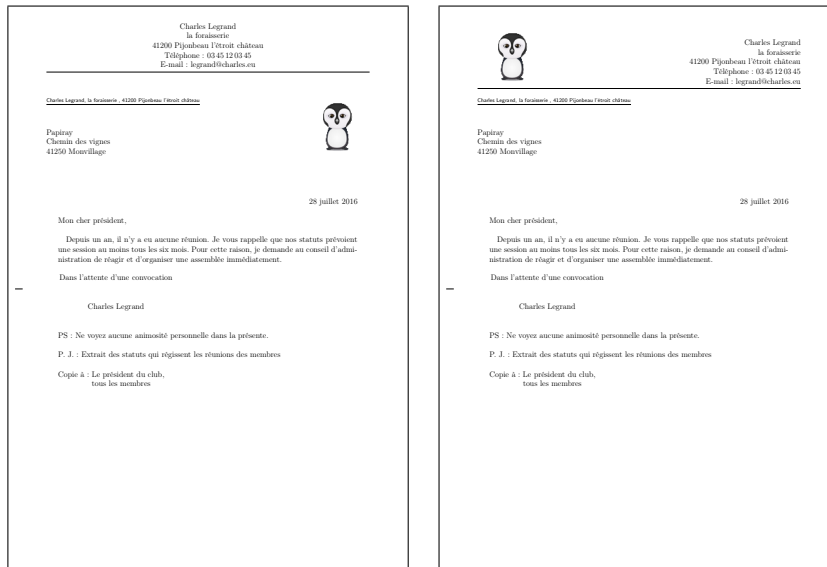 Charles Legrand
la foraisserie
41200 Pijonbeau l'étroit château
Téléphone : 03 45 12 03 45
E-mail : legrand@charles.eu
Charles Legrand, la foraisserie , 41200 Pijonbeau l'étroit château
Papiray
Chemin des vignes
41250 Monvillage
28 juillet 2016
Mon cher président,
Depuis un an, il n'y a eu aucune réunion. Je vous rappelle que nos statuts prévoient
une session au moins tous les six mois. Pour cette raison, je demande au conseil d'admi-
nistration de réagir et d'organiser une assemblée immédiatement.
Dans l'attente d'une convocation
Charles Legrand
PS : Ne voyez aucune animosité personnelle dans la présente.
P. J. : Extrait des statuts qui régissent les réunions des membres
Copie à : Le président du club,
tous les membres
Charles Legrand
la foraisserie
41200 Pijonbeau l'étroit château
Téléphone : 03 45 12 03 45
E-mail : legrand@charles.eu
Charles Legrand, la foraisserie , 41200 Pijonbeau l'étroit château
Papiray
Chemin des vignes
41250 Monvillage
28 juillet 2016
Mon cher président,
Depuis un an, il n'y a eu aucune réunion. Je vous rappelle que nos statuts prévoient
une session au moins tous les six mois. Pour cette raison, je demande au conseil d'admi-
nistration de réagir et d'organiser une assemblée immédiatement.
Dans l'attente d'une convocation
Charles Legrand
PS : Ne voyez aucune animosité personnelle dans la présente.
P. J. : Extrait des statuts qui régissent les réunions des membres
Copie à : Le président du club,
tous les membres